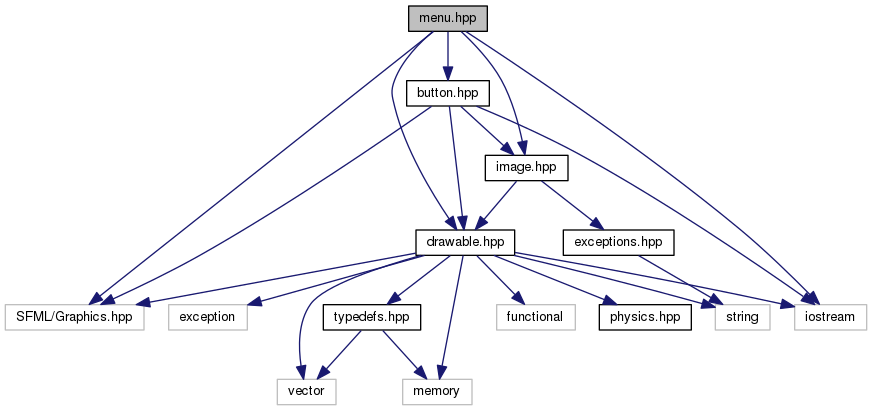 menu.hpp
button.hpp
image.hpp
drawable.hpp
exceptions.hpp
SFML/Graphics.hpp
exception
typedefs.hpp
functional
physics.hpp
string
iostream
vector
memory